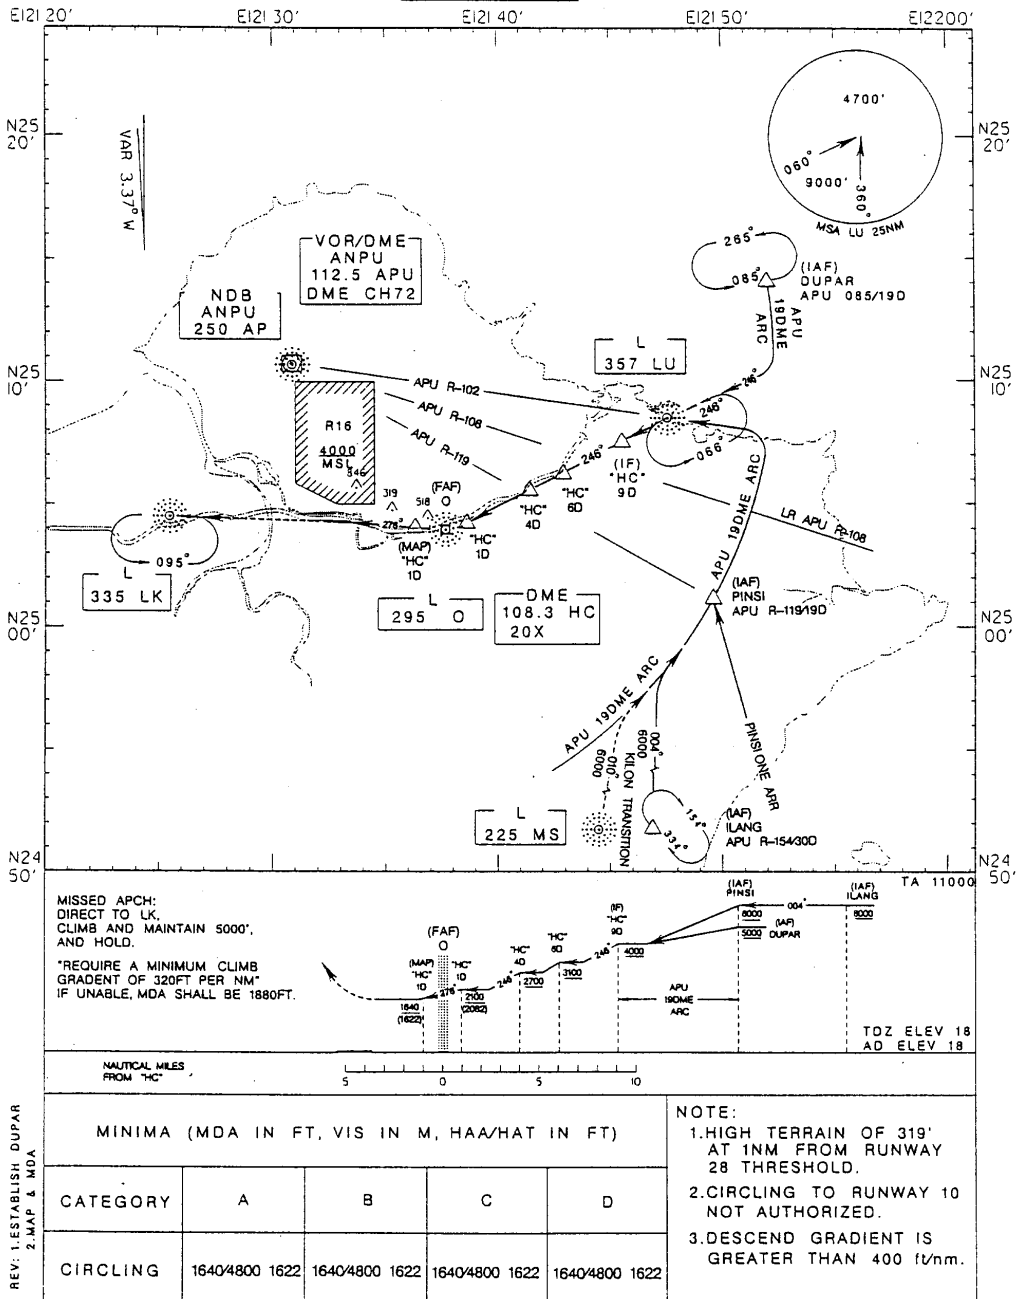 E121 20' E121 30' E121 40' E121 50' E122 00'
N25 20'
N25 20'
VAR 3.37° W
4700'
060°
9000'
360°
MSA LU 25NM
VOR/DME
ANPU
112.5 APU
DME CH72
NDB
ANPU
250 AP
265°
085°
(IAF)
DUPAR
APU 085/19D
APU
19DME
ARC
L
357 LU
N25 10'
N25 10'
246°
APU R-102
APU R-108
APU R-119
246°
066°
246°
(IF)
"HC"
9D
R16
4000
MSL
846
319
518
(FAF)
O
"HC"
6D
"HC"
4D
"HC"
1D
278°
(MAP)
"HC"
1D
APU 19DME ARC
LR APU R-108
095°
L
335 LK
L
295 O
DME
108.3 HC
20X
(IAF)
PINSI
APU R-119/19D
N25 00'
N25 00'
APU 19DME ARC
010°
6000
KILON TRANSITION
004°
6000
PINSI ONE ARR
L
225 MS
154°
334°
(IAF)
ILANG
APU R-154/30D
N24 50'
N24 50'
TA 11000
MISSED APCH:
DIRECT TO LK,
CLIMB AND MAINTAIN 5000',
AND HOLD.
"REQUIRE A MINIMUM CLIMB
GRADENT OF 320FT PER NM"
IF UNABLE, MDA SHALL BE 1880FT.
(IAF)
PINSI
(IAF)
ILANG
6000
004°
6000
5000
(IAF)
DUPAR
(IF)
"HC"
9D
4000
246°
"HC"
6D
3100
"HC"
4D
2700
246°
(FAF)
O
"HC"
1D
2100
(2082)
278°
(MAP)
"HC"
1D
1640
(1622)
APU
19DME
ARC
TDZ ELEV 18
AD ELEV 18
NAUTICAL MILES
FROM "HC"
5 0 5 10
REV: 1.ESTABLISH DUPAR
2.MAP & MDA
MINIMA (MDA IN FT, VIS IN M, HAA/HAT IN FT)
CATEGORY A B C D
CIRCLING 1640/4800 1622 1640/4800 1622 1640/4800 1622 1640/4800 1622
NOTE:
1.HIGH TERRAIN OF 319'
AT 1NM FROM RUNWAY
28 THRESHOLD.
2.CIRCLING TO RUNWAY 10
NOT AUTHORIZED.
3.DESCEND GRADIENT IS
GREATER THAN 400 ft/nm.